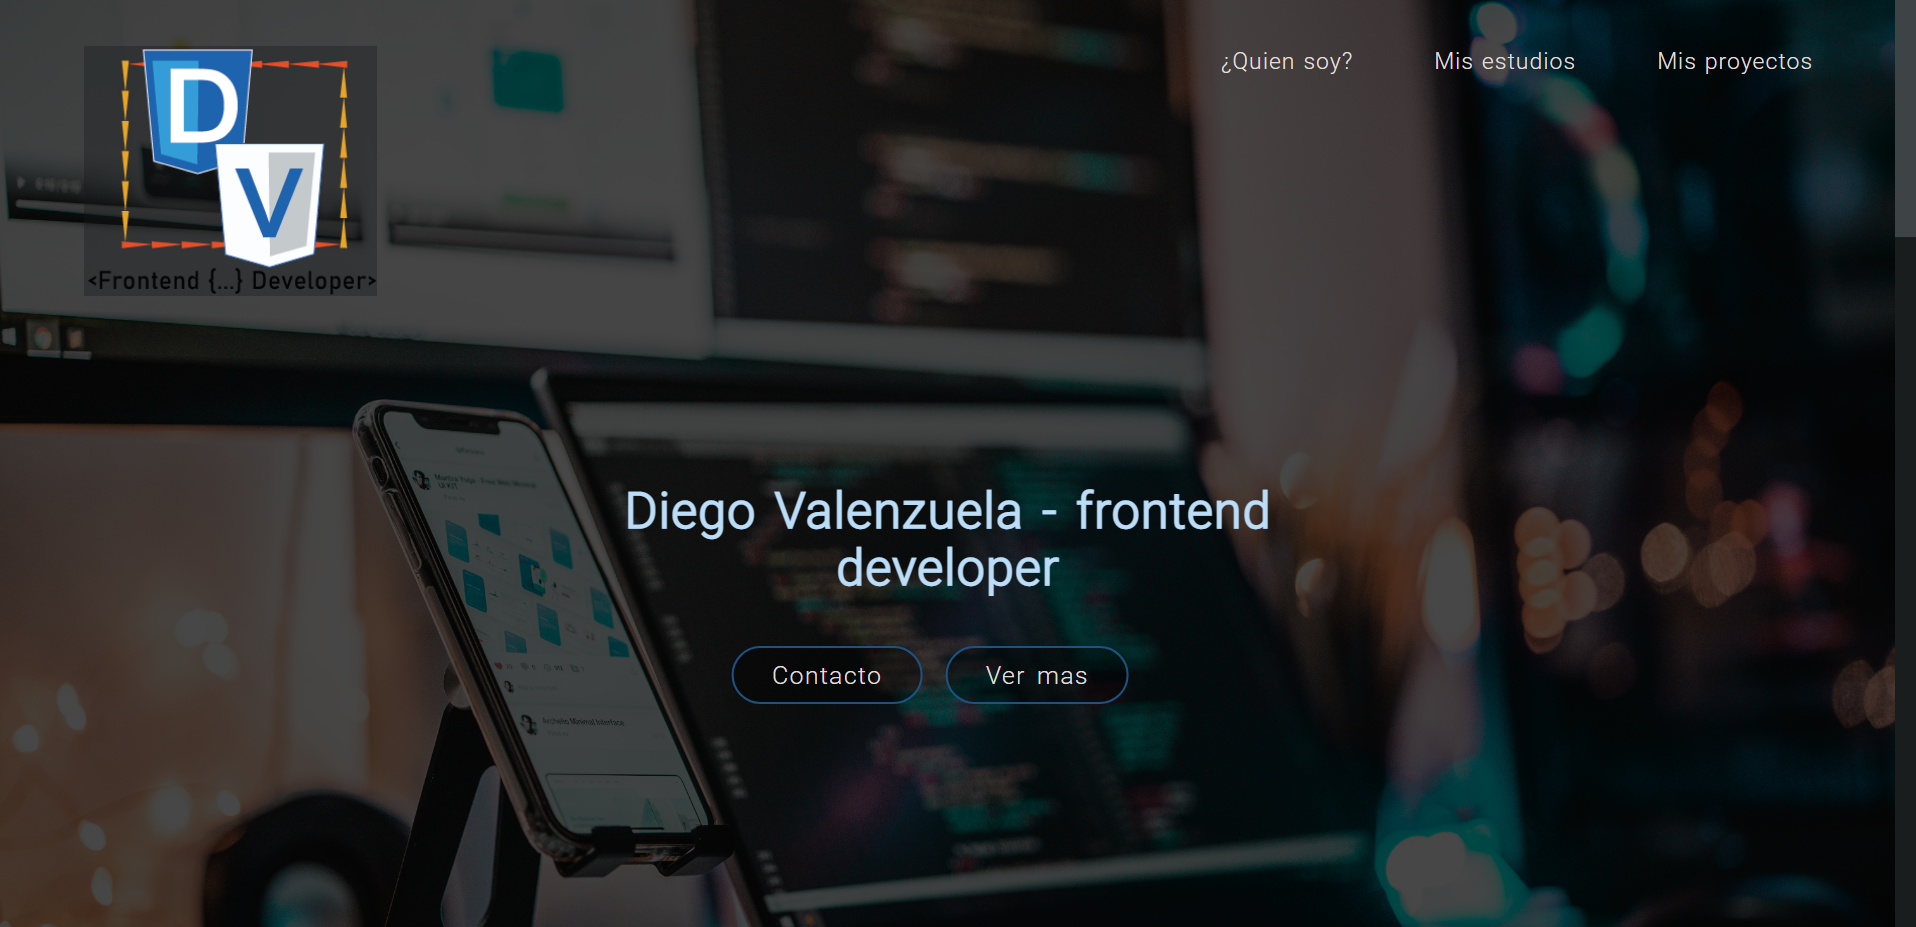 D
V
<Frontend {...} Developer>
¿Quien soy?
Mis estudios
Mis proyectos
Diego Valenzuela - frontend
developer
Contacto
Ver mas